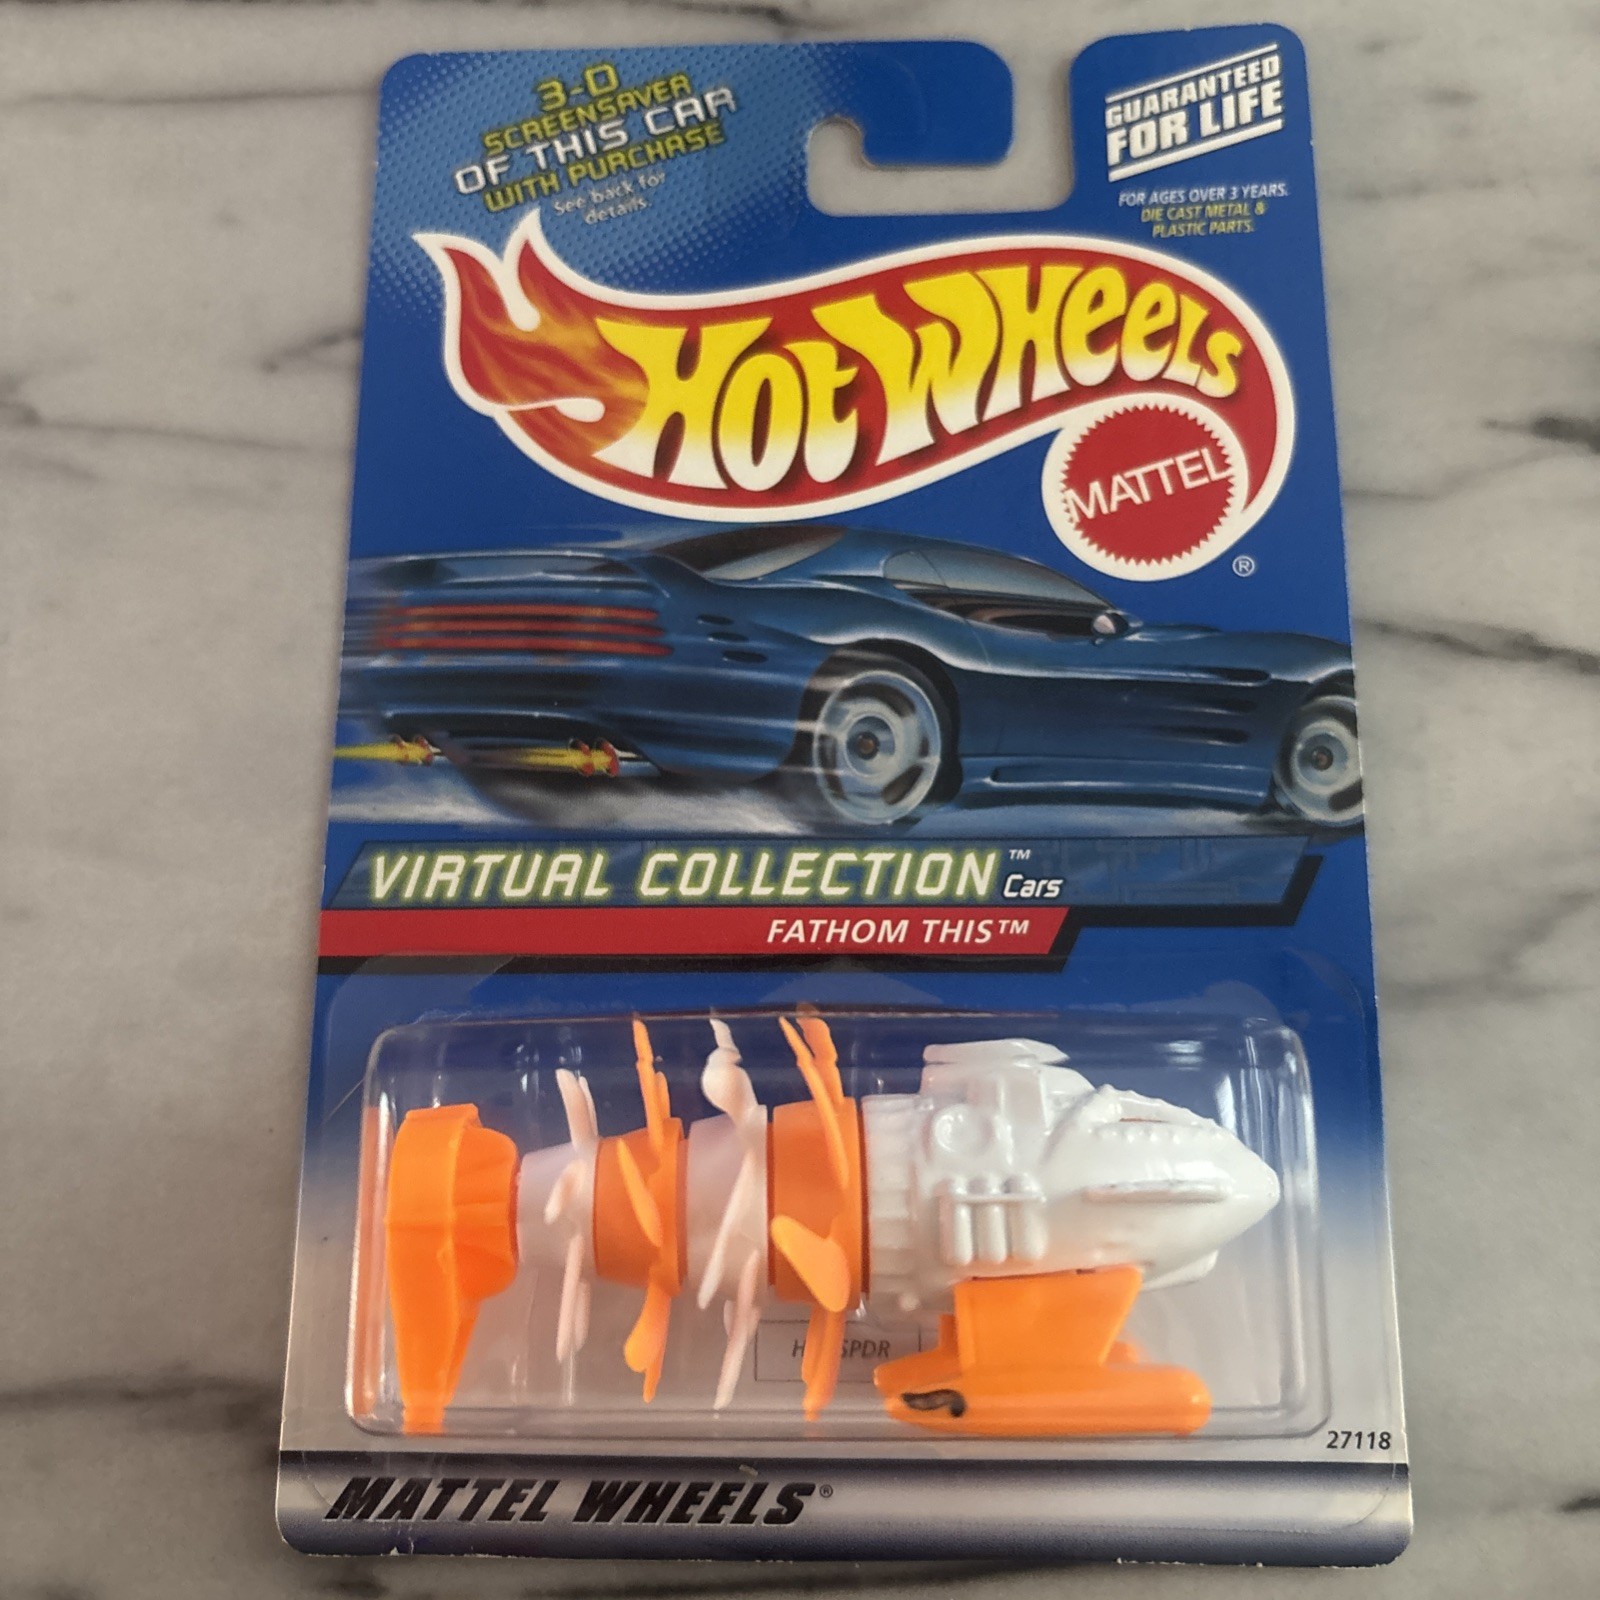 3-D
SCREENSAVER
OF THIS CAR
WITH PURCHASE
See back for
details.
GUARANTEED
FOR LIFE
FOR AGES OVER 3 YEARS.
DIE CAST METAL &
PLASTIC PARTS.
HOT WHEELS
MATTEL
®
VIRTUAL COLLECTION™ Cars
FATHOM THIS™
SPDR
27118
MATTEL WHEELS®